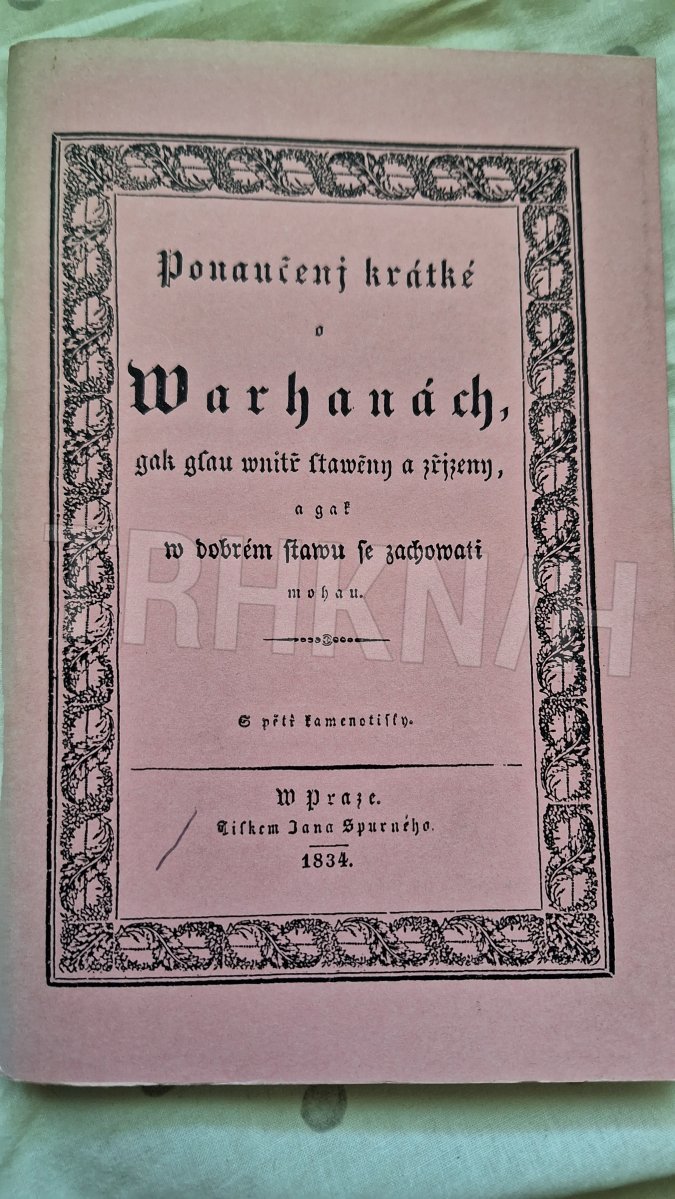 Ponaučenj krátké
o
Warhanách,
gak gſau wnitř ſtawěny a zřjzeny,
a gak
w dobrém ſtawu ſe zachowati
mohau.
S pěti kamenotiſky.
W Praze.
Tiſkem Jana Spurného.
1834.
TRHKNIH